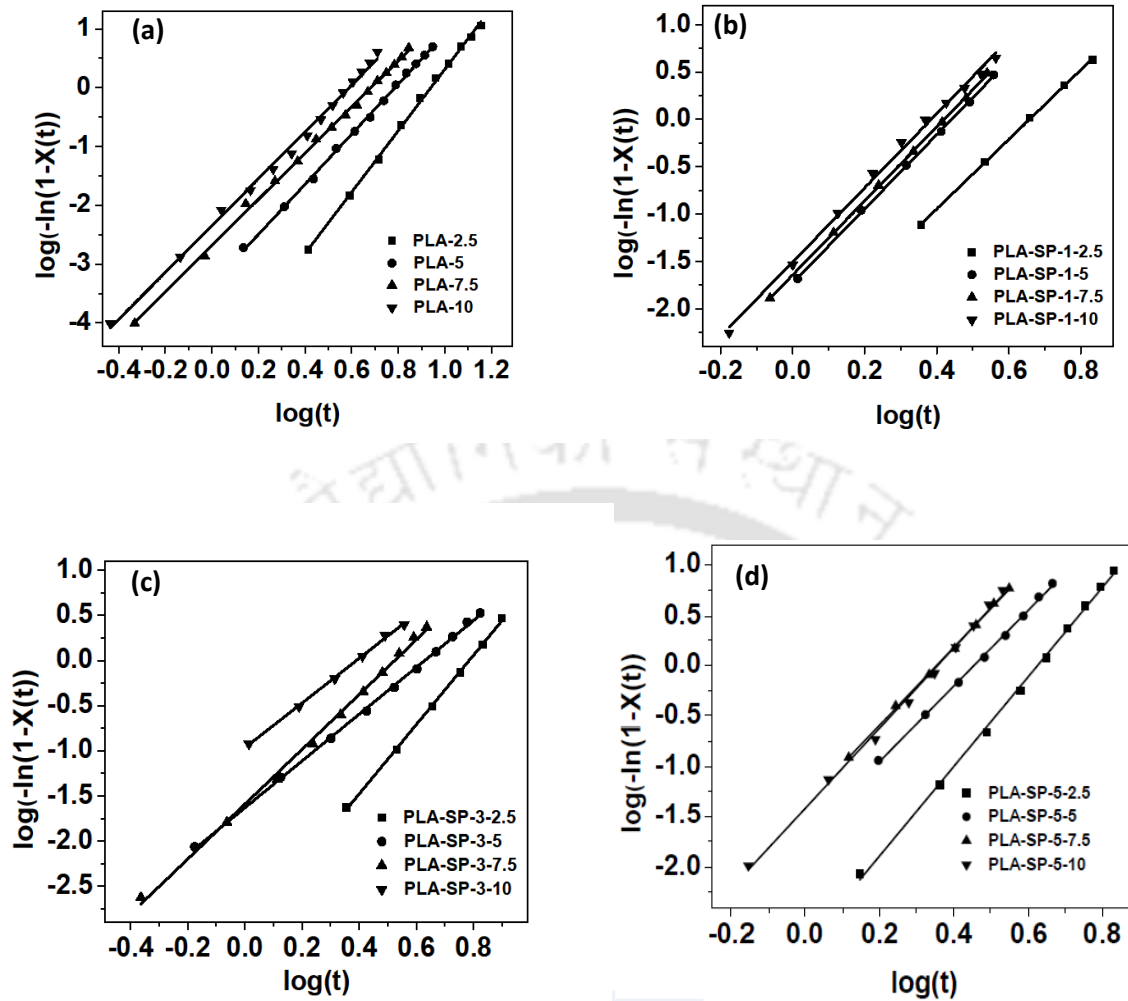 (a)
1
0
-1
-2
-3
-4
log(-ln(1-X(t))
PLA-2.5
PLA-5
PLA-7.5
PLA-10
-0.4 -0.2 0.0 0.2 0.4 0.6 0.8 1.0 1.2
log(t)
(b)
1.0
0.5
0.0
-0.5
-1.0
-1.5
-2.0
log(-ln(1-X(t))
PLA-SP-1-2.5
PLA-SP-1-5
PLA-SP-1-7.5
PLA-SP-1-10
-0.2 0.0 0.2 0.4 0.6 0.8
log(t)
(c)
1.0
0.5
0.0
-0.5
-1.0
-1.5
-2.0
-2.5
log(-ln(1-X(t))
PLA-SP-3-2.5
PLA-SP-3-5
PLA-SP-3-7.5
PLA-SP-3-10
-0.4 -0.2 0.0 0.2 0.4 0.6 0.8
log(t)
(d)
1.0
0.5
0.0
-0.5
-1.0
-2.0
log(-ln(1-X(t))
PLA-SP-5-2.5
PLA-SP-5-5
PLA-SP-5-7.5
PLA-SP-5-10
-0.2 0.0 0.2 0.4 0.6 0.8
log(t)